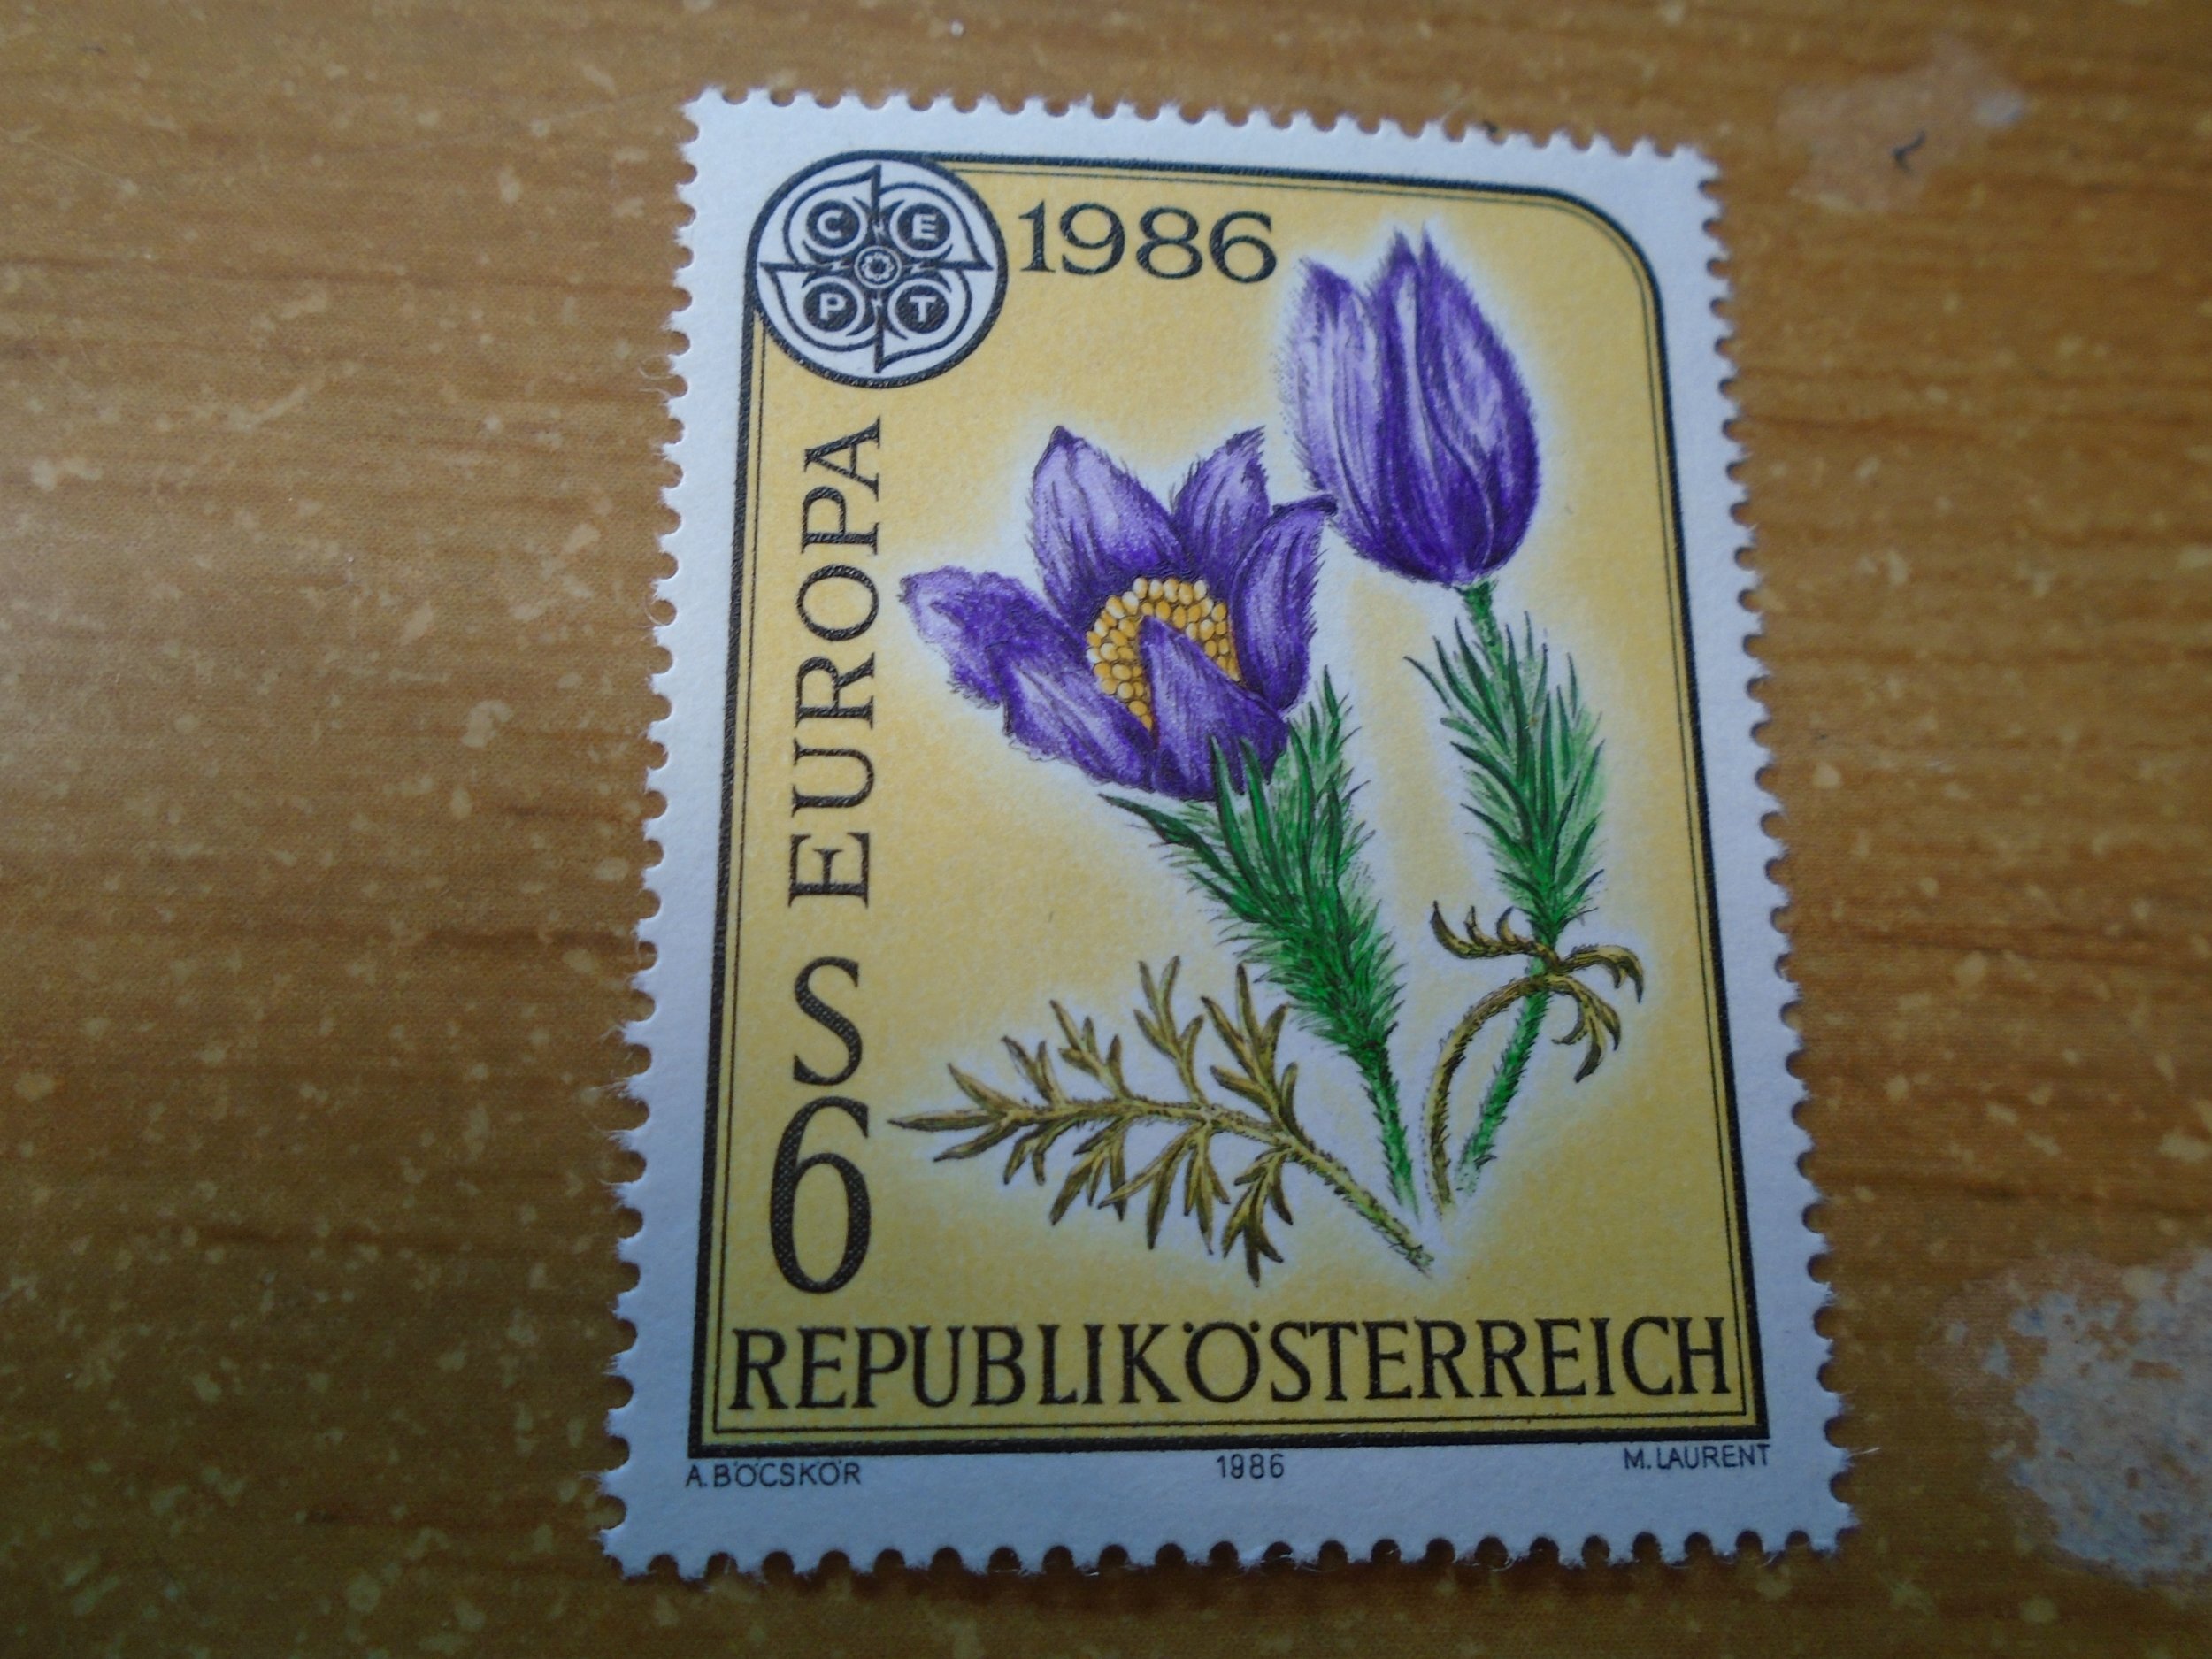 C E
P T
1986
S EUROPA
6
REPUBLIK ÖSTERREICH
A. BÖCSKÖR 1986 M. LAURENT